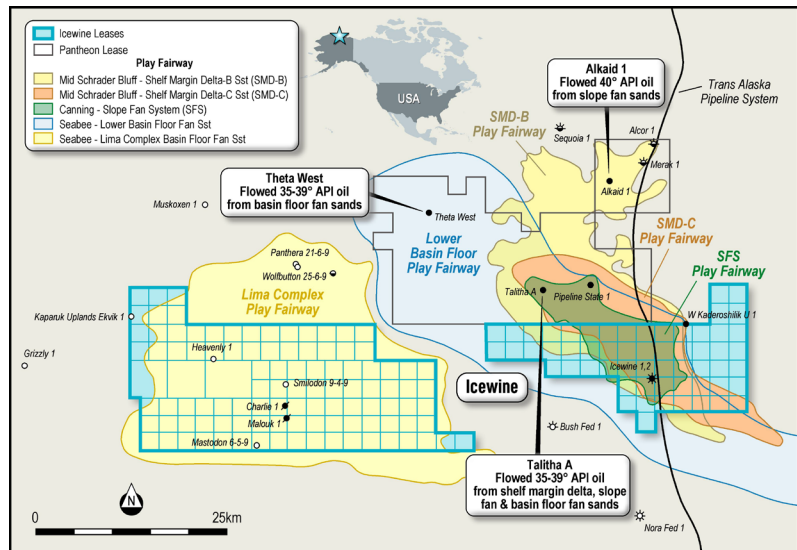 Icewine Leases
Pantheon Lease
Play Fairway
Mid Schrader Bluff - Shelf Margin Delta-B Sst (SMD-B)
Mid Schrader Bluff - Shelf Margin Delta-C Sst (SMD-C)
Canning - Slope Fan System (SFS)
Seabee - Lower Basin Floor Fan Sst
Seabee - Lima Complex Basin Floor Fan Sst
USA
Alkaid 1
Flowed 40° API oil
from slope fan sands
Trans Alaska
Pipeline System
SMD-B
Play Fairway
Sequoia 1
Alcor 1
Merak 1
Alkaid 1
Theta West
Flowed 35-39° API oil
from basin floor fan sands
Muskoxen 1
Theta West
Lower
Basin Floor
Play Fairway
SMD-C
Play Fairway
SFS
Play Fairway
Panthera 21-6-9
Wolfbutton 25-6-9
Lima Complex
Play Fairway
Talitha A
Pipeline State 1
Kaparuk Uplands Ekvik 1
W Kaderoshilik U 1
Grizzly 1
Heavenly 1
Icewine 1,2
Icewine
Smilodon 9-4-9
Charlie 1
Malouk 1
Mastodon 6-5-9
Bush Fed 1
Talitha A
Flowed 35-39° API oil
from shelf margin delta, slope
fan & basin floor fan sands
N
0
25km
Nora Fed 1